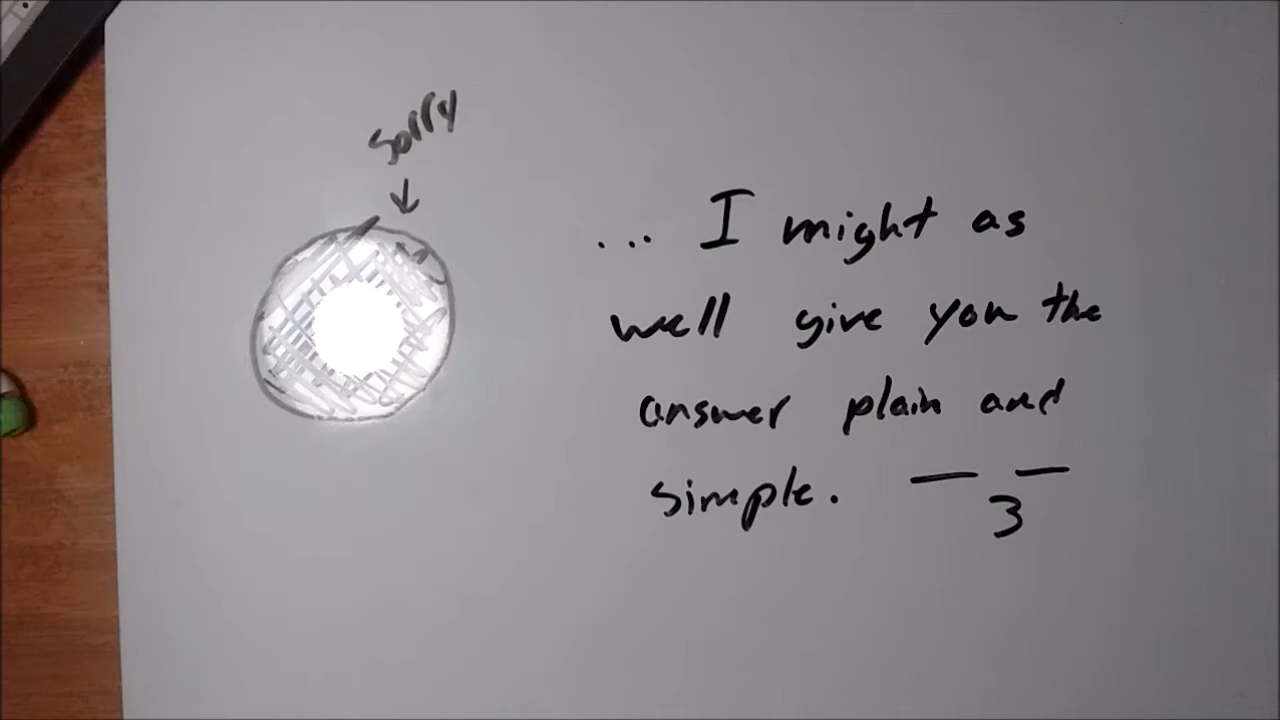 Sorry
... I might as
well give you the
answer plain and
simple. — 3 —